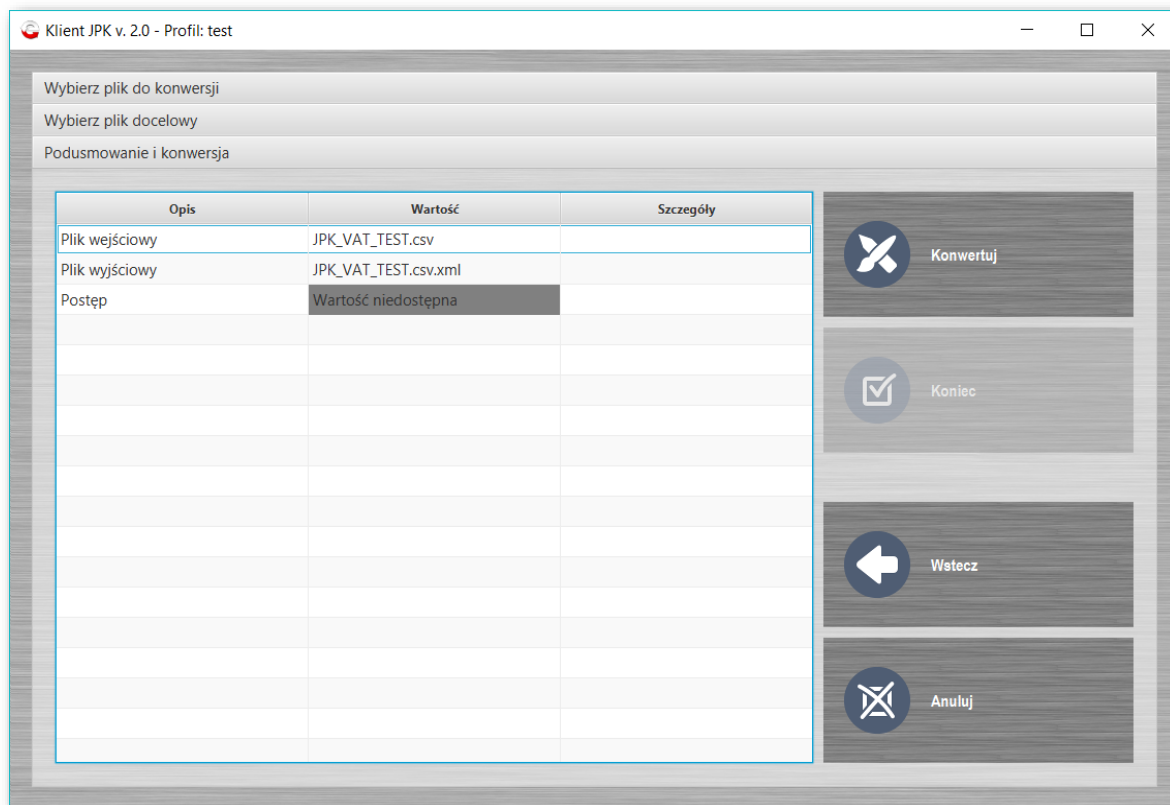 Klient JPK v. 2.0 - Profil: test
Wybierz plik do konwersji
Wybierz plik docelowy
Podusmowanie i konwersja
Opis Wartość Szczegóły
Plik wejściowy JPK_VAT_TEST.csv
Plik wyjściowy JPK_VAT_TEST.csv.xml
Postęp Wartość niedostępna
Konwertuj
Koniec
Wstecz
Anuluj